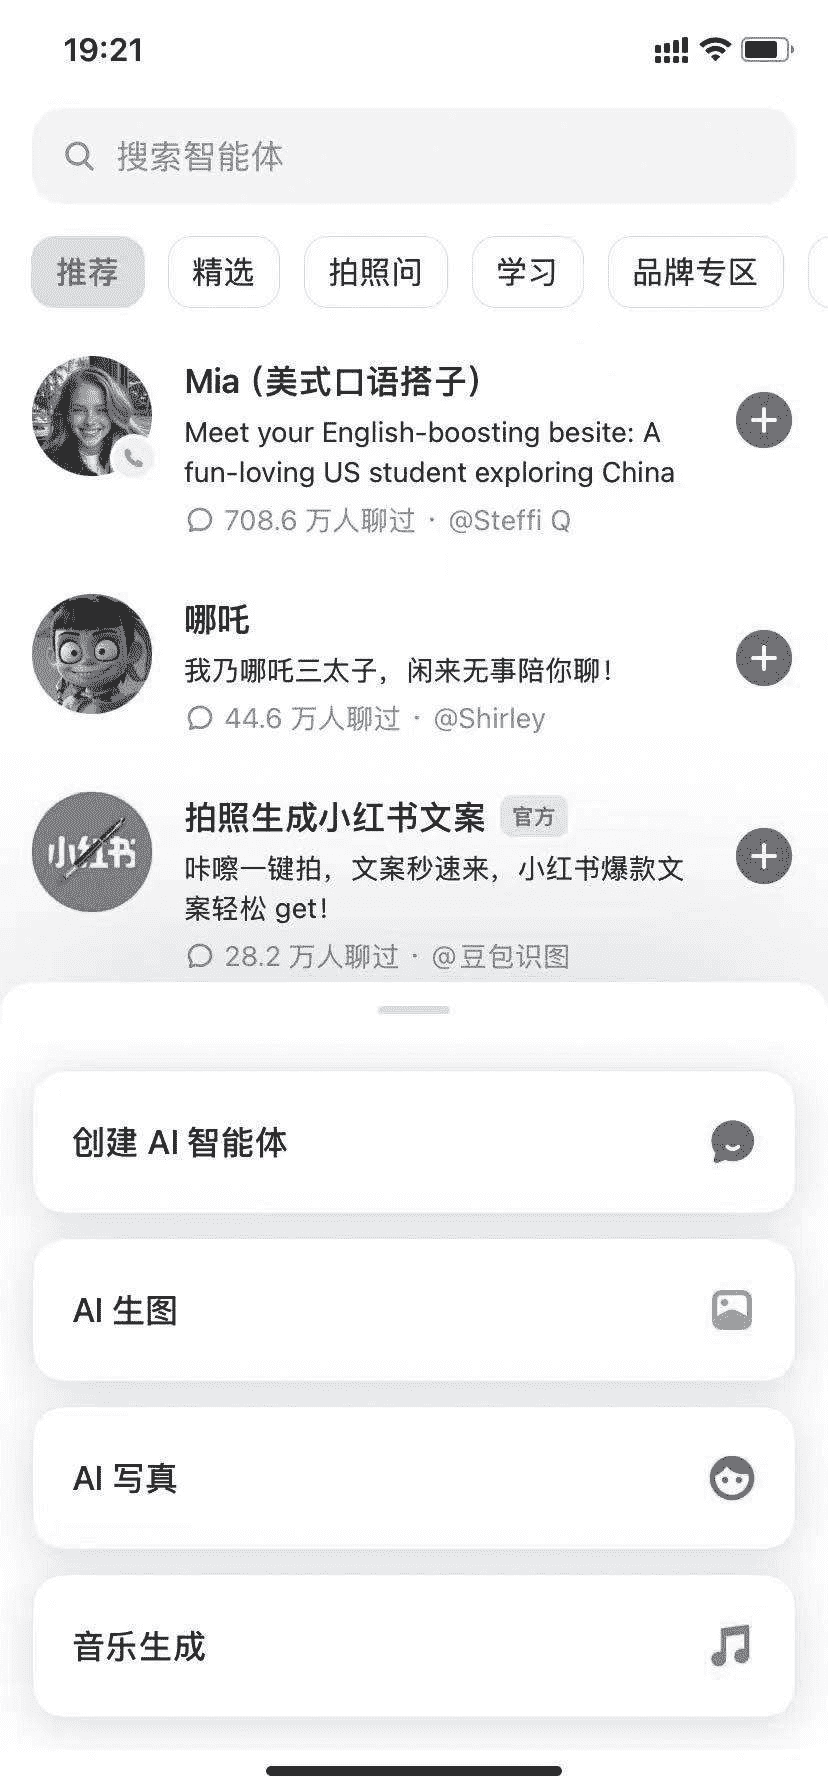 19:21
搜索智能体
推荐 精选 拍照问 学习 品牌专区
Mia (美式口语搭子)
Meet your English-boosting besite: A
fun-loving US student exploring China
708.6 万人聊过 · @Steffi Q
哪吒
我乃哪吒三太子，闲来无事陪你聊！
44.6 万人聊过 · @Shirley
小红书
拍照生成小红书文案 官方
咔嚓一键拍，文案秒速来，小红书爆款文
案轻松 get！
28.2 万人聊过 · @豆包识图
创建 AI 智能体
AI 生图
AI 写真
音乐生成